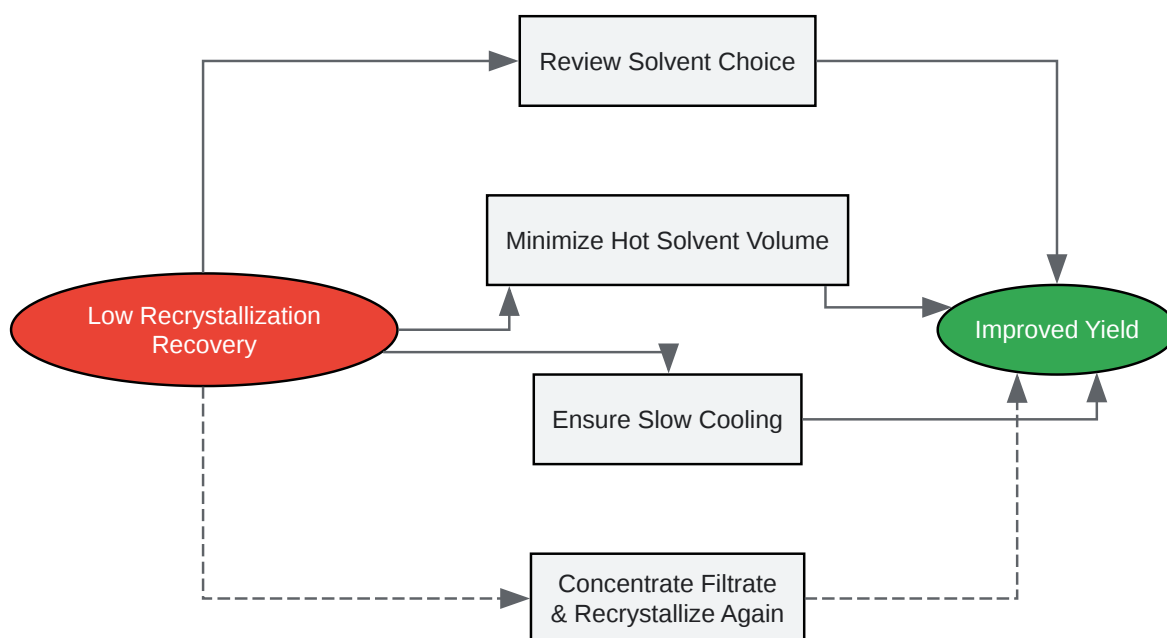 Review Solvent Choice
Minimize Hot Solvent Volume
Low Recrystallization
Recovery
Improved Yield
Ensure Slow Cooling
Concentrate Filtrate
& Recrystallize Again